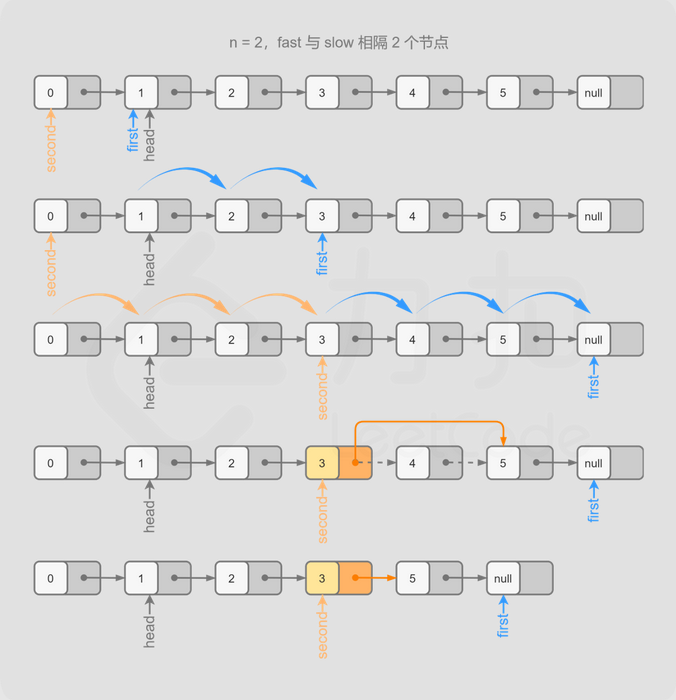 n = 2，fast 与 slow 相隔 2 个节点
0 1 2 3 4 5 null
second first head
0 1 2 3 4 5 null
second head first
0 1 2 3 4 5 null
head second first
力扣
LeetCode
0 1 2 3 4 5 null
head second first
0 1 2 3 5 null
head second first